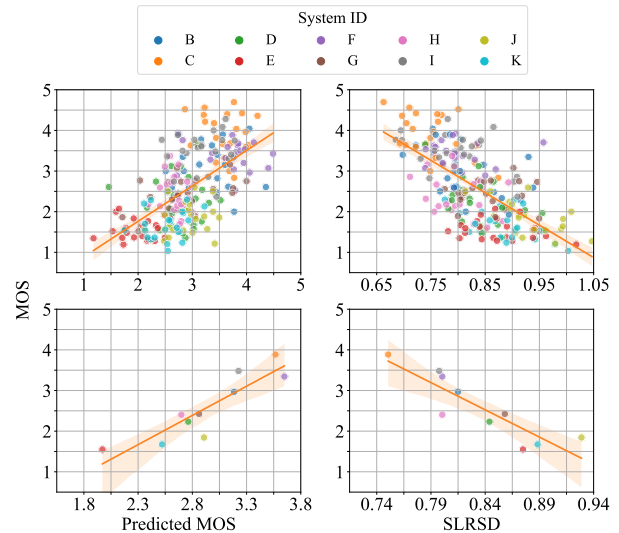 System ID
B D F H J
C E G I K
5 5
4 4
3 3
2 2
1 1
1 2 3 4 5 0.65 0.75 0.85 0.95 1.05
MOS
5 5
4 4
3 3
2 2
1 1
1.8 2.3 2.8 3.3 3.8 0.74 0.79 0.84 0.89 0.94
Predicted MOS SLRSD